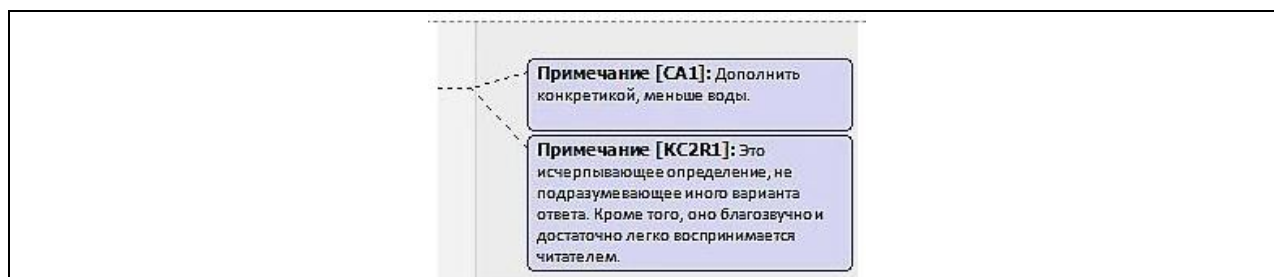 Примечание [CA1]: Дополнить
конкретикой, меньше воды.
Примечание [KC2R1]: Это
исчерпывающее определение, не
подразумевающее иного варианта
ответа. Кроме того, оно благозвучно и
достаточно легко воспринимается
читателем.